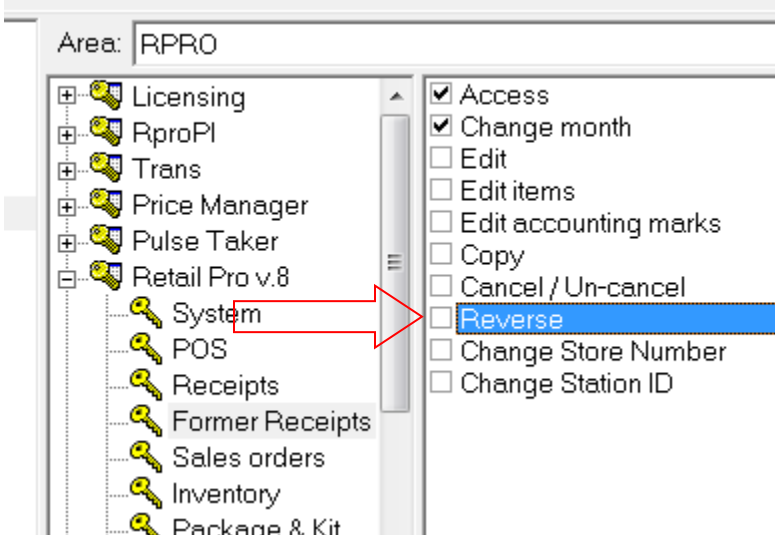 Area: RPRO
Licensing
RproPI
Trans
Price Manager
Pulse Taker
Retail Pro v.8
System
POS
Receipts
Former Receipts
Sales orders
Inventory
Package & Kit
Access
Change month
Edit
Edit items
Edit accounting marks
Copy
Cancel / Un-cancel
Reverse
Change Store Number
Change Station ID